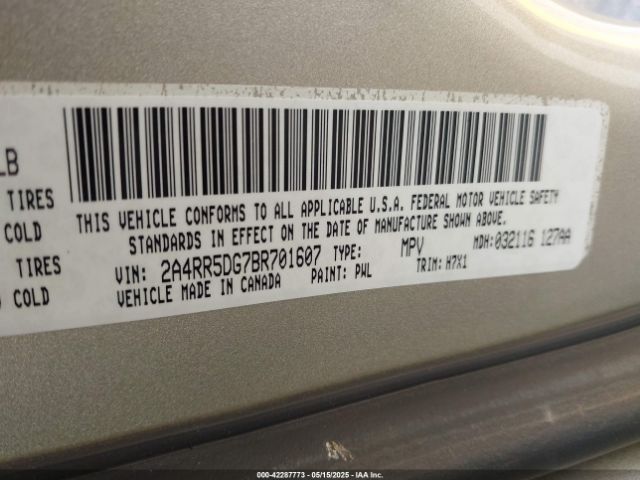 LB
TIRES
COLD
TIRES
COLD
THIS VEHICLE CONFORMS TO ALL APPLICABLE U.S.A. FEDERAL MOTOR VEHICLE SAFETY
STANDARDS IN EFFECT ON THE DATE OF MANUFACTURE SHOWN ABOVE.
VIN: 2A4RR5DG7BR701607 TYPE: MPV MDH:032116 127AA
VEHICLE MADE IN CANADA PAINT: PWL TRIM: H7X1
000-42287773 - 05/15/2025 - IAA Inc.